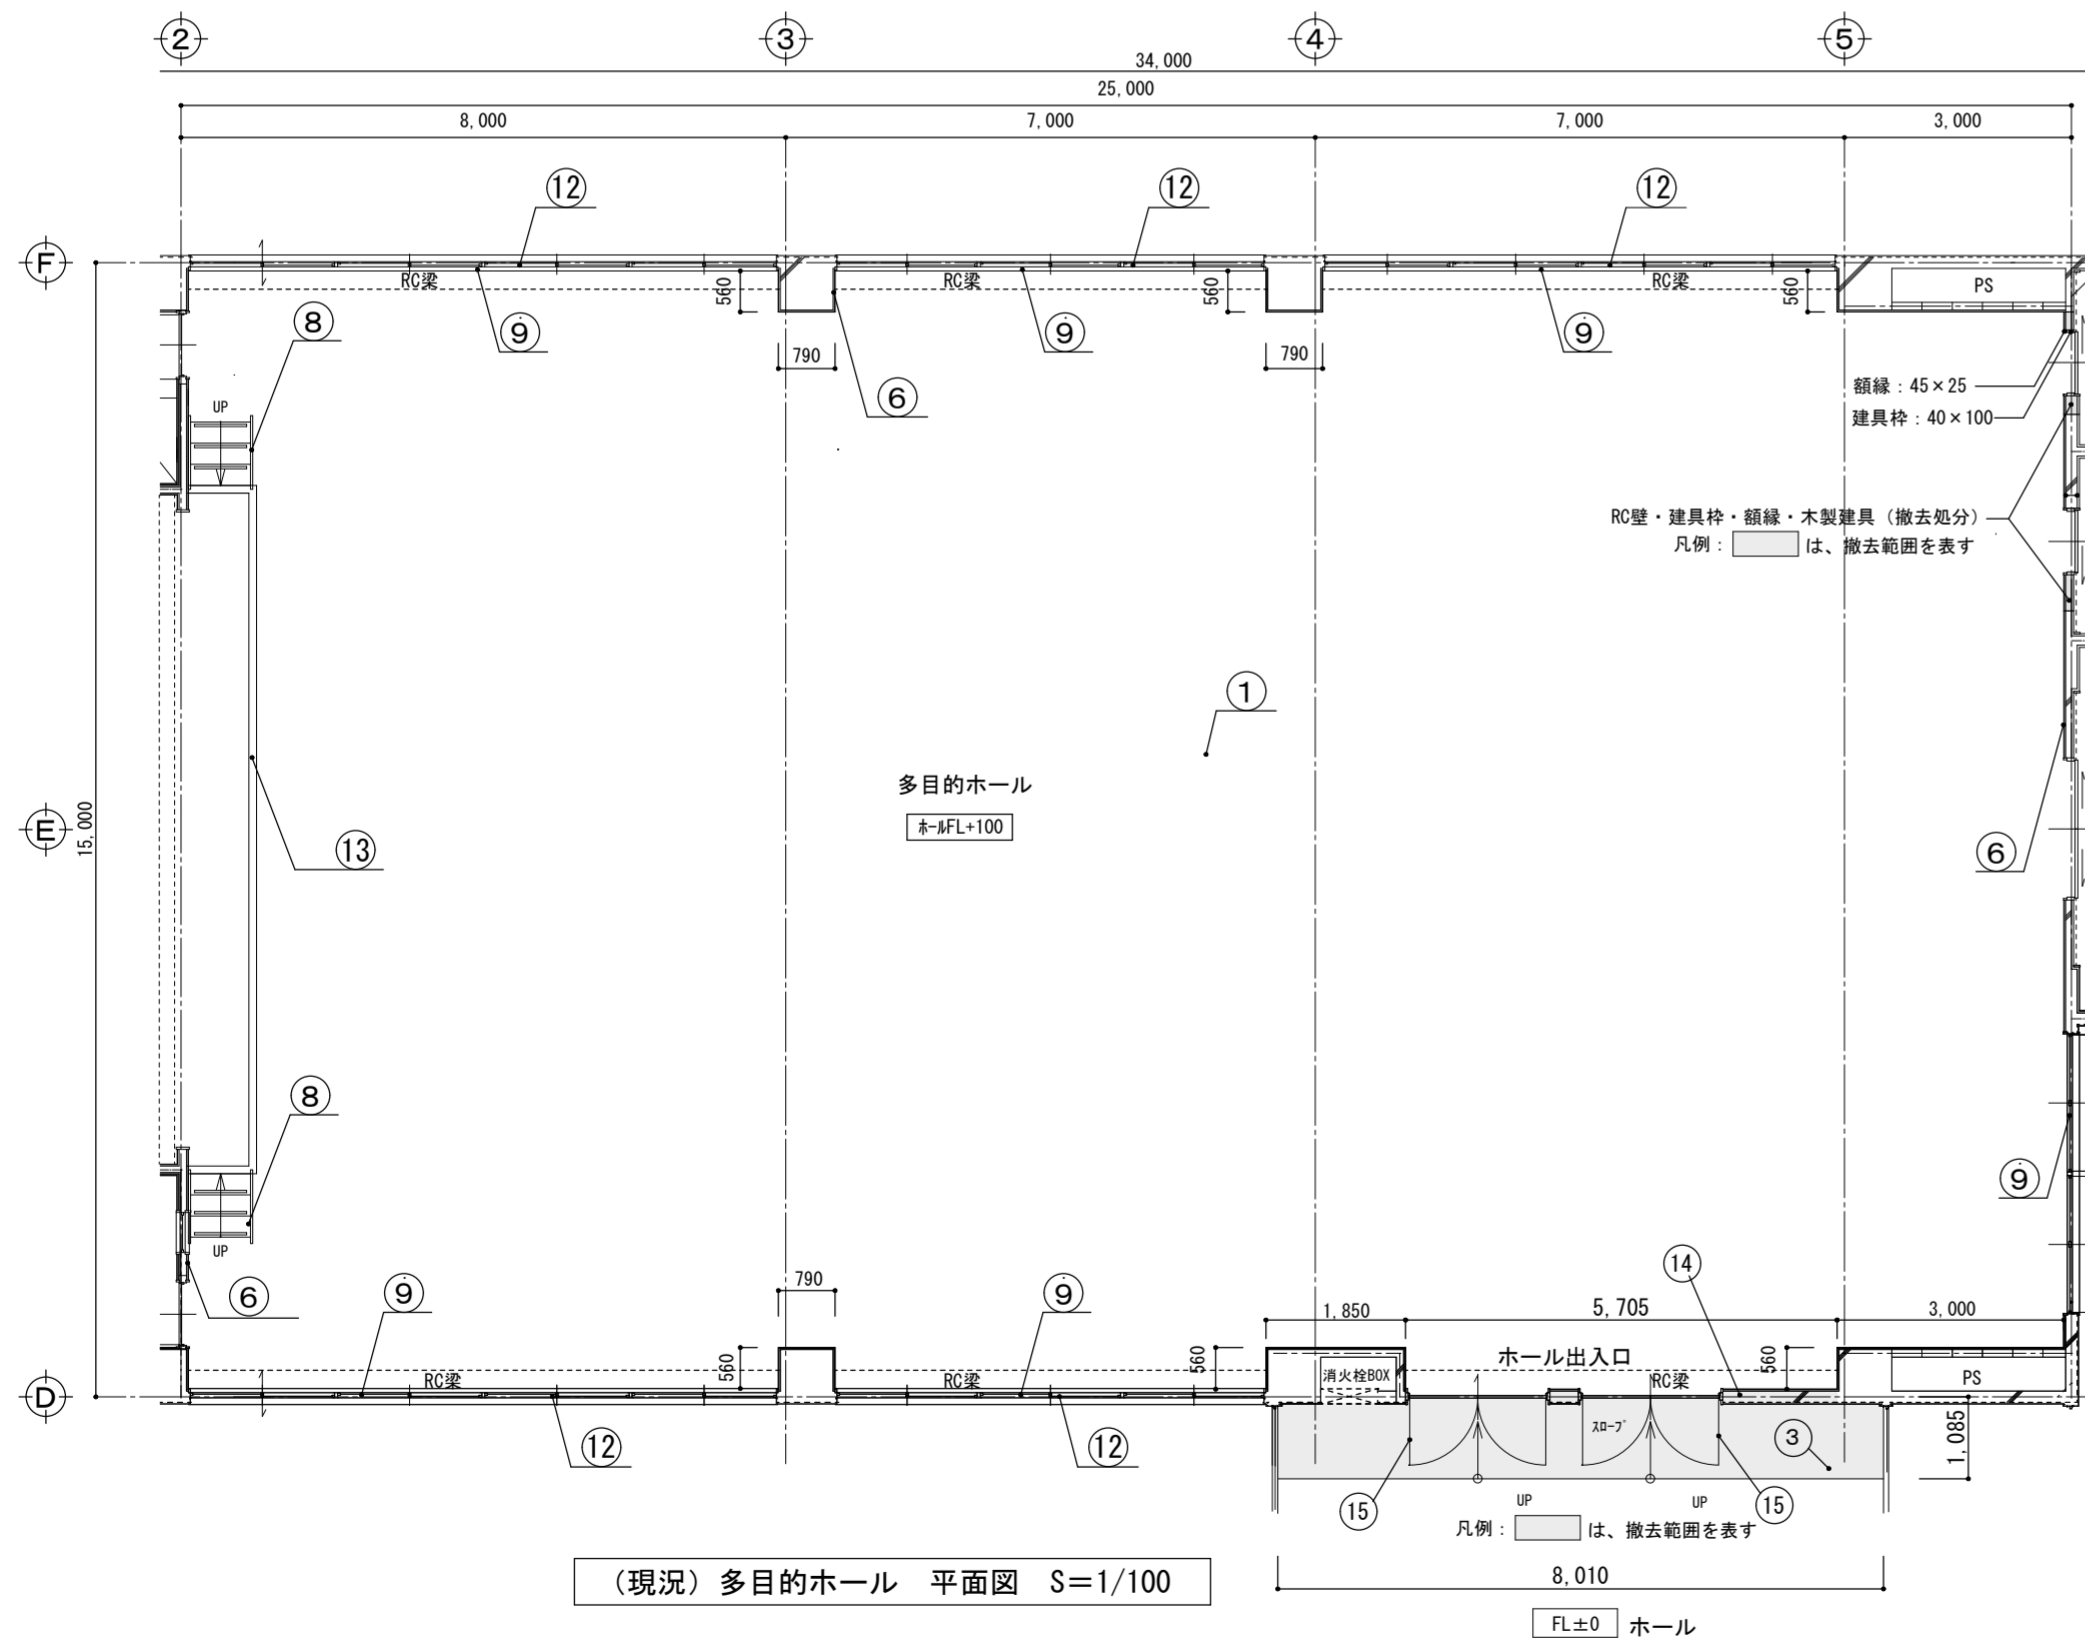 ② ③ ④ ⑤
34,000
25,000
8,000 7,000 7,000 3,000
⑫ ⑫ ⑫
Ⓕ
RC梁 RC梁 RC梁 PS
560 560 560
⑧ ⑨ ⑨ ⑨
790 790
額縁：45×25
⑥
UP
建具枠：40×100
RC壁・建具枠・額縁・木製建具（撤去処分）
凡例： は、撤去範囲を表す
①
多目的ホール
ﾎｰﾙFL+100
Ⓔ
15,000
⑬ ⑥
⑧
⑨
UP
⑥ ⑨ 790 ⑨ ⑭
1,850 5,705 3,000
560 560 560
ホール出入口
消火栓BOX
RC梁 RC梁 RC梁 PS
Ⓓ
ｽﾛｰﾌﾟ ③ 1,085
⑫ ⑫
⑮ UP UP ⑮
凡例： は、撤去範囲を表す
8,010
（現況）多目的ホール 平面図 S＝1/100
FL±0 ホール